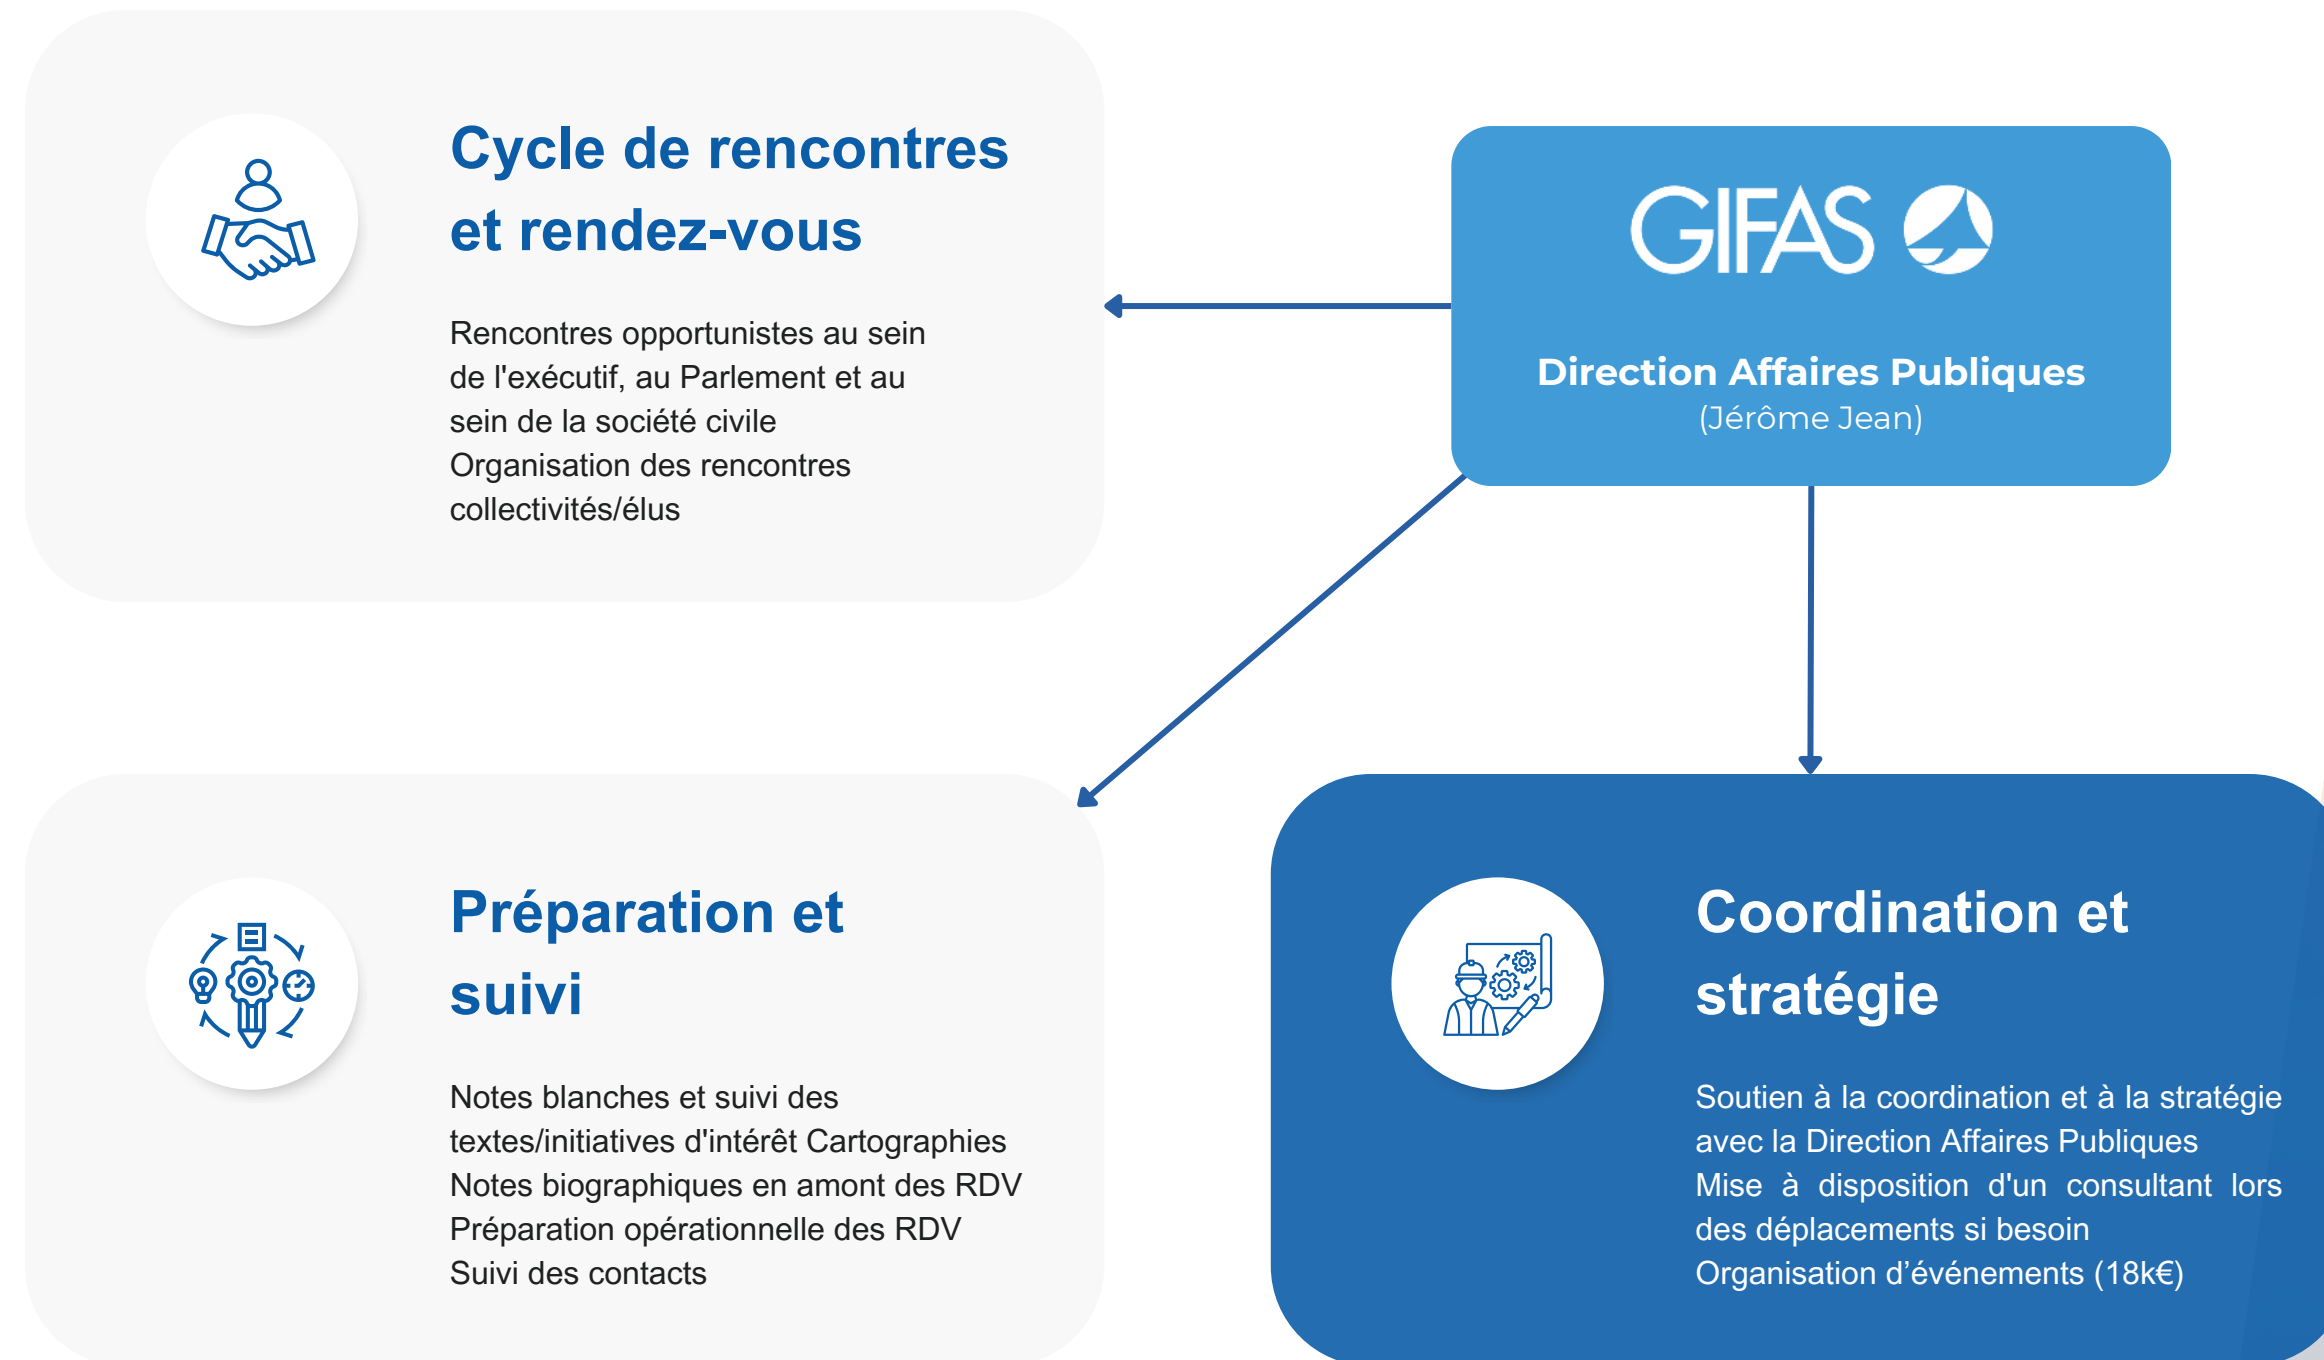 Cycle de rencontres
et rendez-vous
Rencontres opportunistes au sein
de l'exécutif, au Parlement et au
sein de la société civile
Organisation des rencontres
collectivités/élus
GIFAS
Direction Affaires Publiques
(Jérôme Jean)
Préparation et
suivi
Notes blanches et suivi des
textes/initiatives d'intérêt Cartographies
Notes biographiques en amont des RDV
Préparation opérationnelle des RDV
Suivi des contacts
Coordination et
stratégie
Soutien à la coordination et à la stratégie
avec la Direction Affaires Publiques
Mise à disposition d'un consultant lors
des déplacements si besoin
Organisation d’événements (18k€)